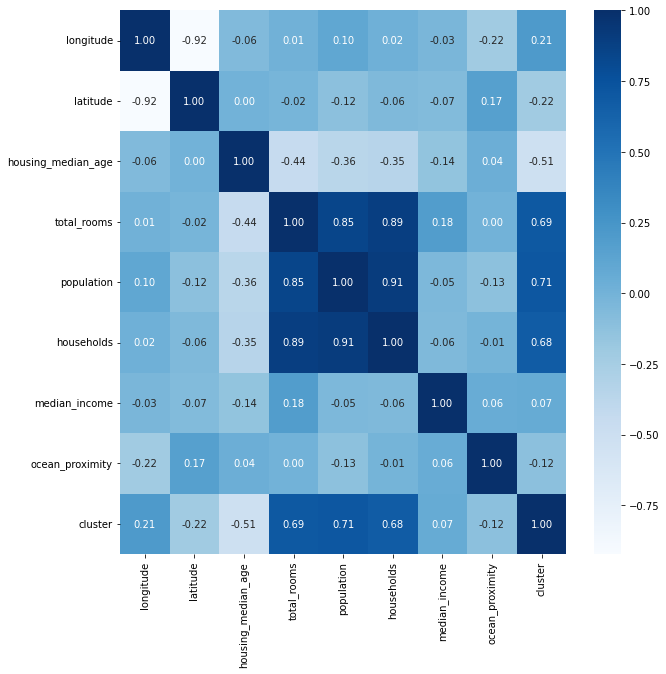 longitude 1.00 -0.92 -0.06 0.01 0.10 0.02 -0.03 -0.22 0.21
latitude -0.92 1.00 0.00 -0.02 -0.12 -0.06 -0.07 0.17 -0.22
housing_median_age -0.06 0.00 1.00 -0.44 -0.36 -0.35 -0.14 0.04 -0.51
total_rooms 0.01 -0.02 -0.44 1.00 0.85 0.89 0.18 0.00 0.69
population 0.10 -0.12 -0.36 0.85 1.00 0.91 -0.05 -0.13 0.71
households 0.02 -0.06 -0.35 0.89 0.91 1.00 -0.06 -0.01 0.68
median_income -0.03 -0.07 -0.14 0.18 -0.05 -0.06 1.00 0.06 0.07
ocean_proximity -0.22 0.17 0.04 0.00 -0.13 -0.01 0.06 1.00 -0.12
cluster 0.21 -0.22 -0.51 0.69 0.71 0.68 0.07 -0.12 1.00
longitude
latitude
housing_median_age
total_rooms
population
households
median_income
ocean_proximity
cluster
1.00
0.75
0.50
0.25
0.00
-0.25
-0.50
-0.75